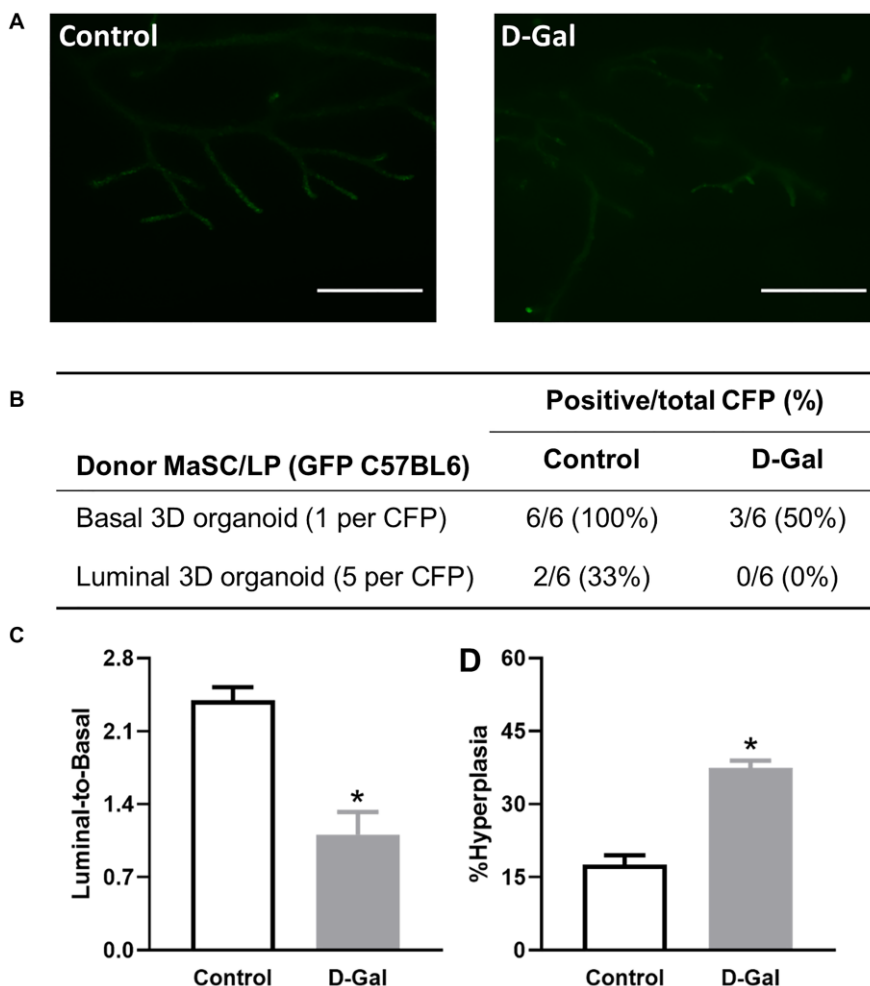 A
Control
D-Gal
B
Positive/total CFP (%)
Donor MaSC/LP (GFP C57BL6)
Control
D-Gal
Basal 3D organoid (1 per CFP)
6/6 (100%)
3/6 (50%)
Luminal 3D organoid (5 per CFP)
2/6 (33%)
0/6 (0%)
C
Luminal-to-Basal
2.8
2.1
1.4
0.7
0.0
*
Control
D-Gal
D
%Hyperplasia
60
45
30
15
0
*
Control
D-Gal